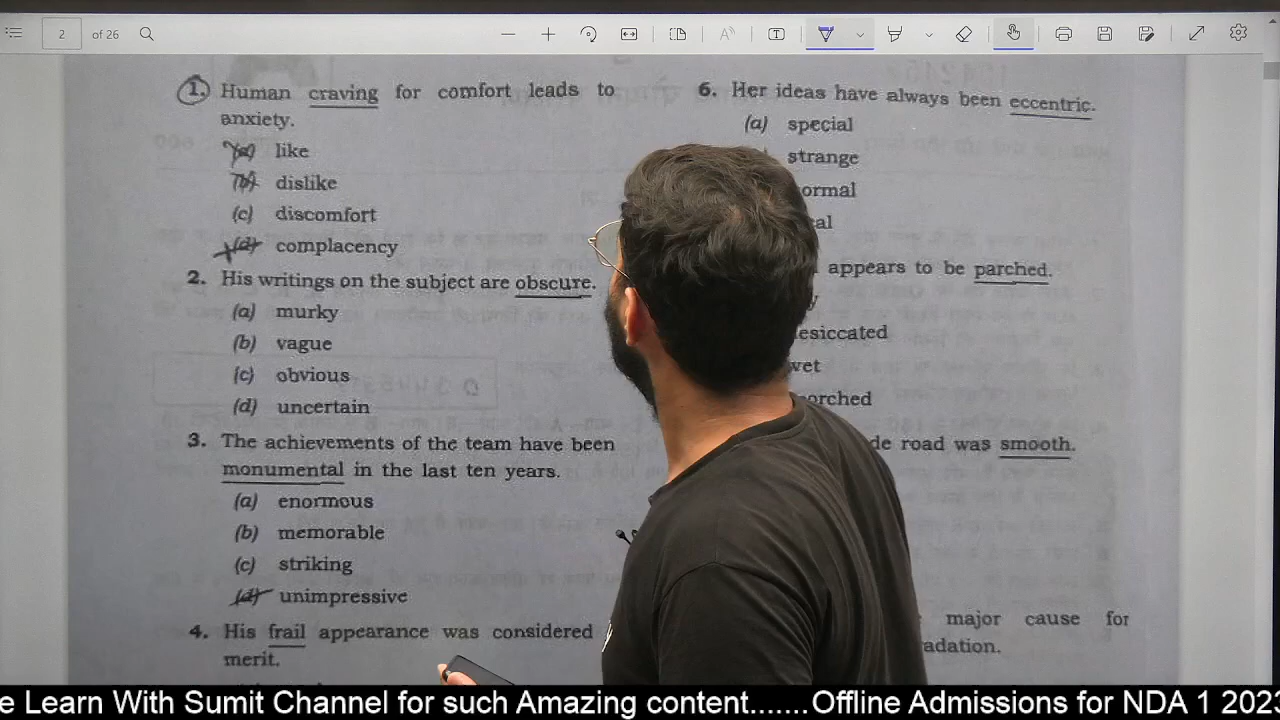 2 of 26
1. Human craving for comfort leads to
anxiety.
(a) like
(b) dislike
(c) discomfort
(d) complacency
2. His writings on the subject are obscure.
(a) murky
(b) vague
(c) obvious
(d) uncertain
3. The achievements of the team have been
monumental in the last ten years.
(a) enormous
(b) memorable
(c) striking
(d) unimpressive
4. His frail appearance was considered
merit.
6. Her ideas have always been eccentric.
(a) special
strange
appears to be parched.
road was smooth.
major cause for
e Learn With Sumit Channel for such Amazing content.......Offline Admissions for NDA 1 2023